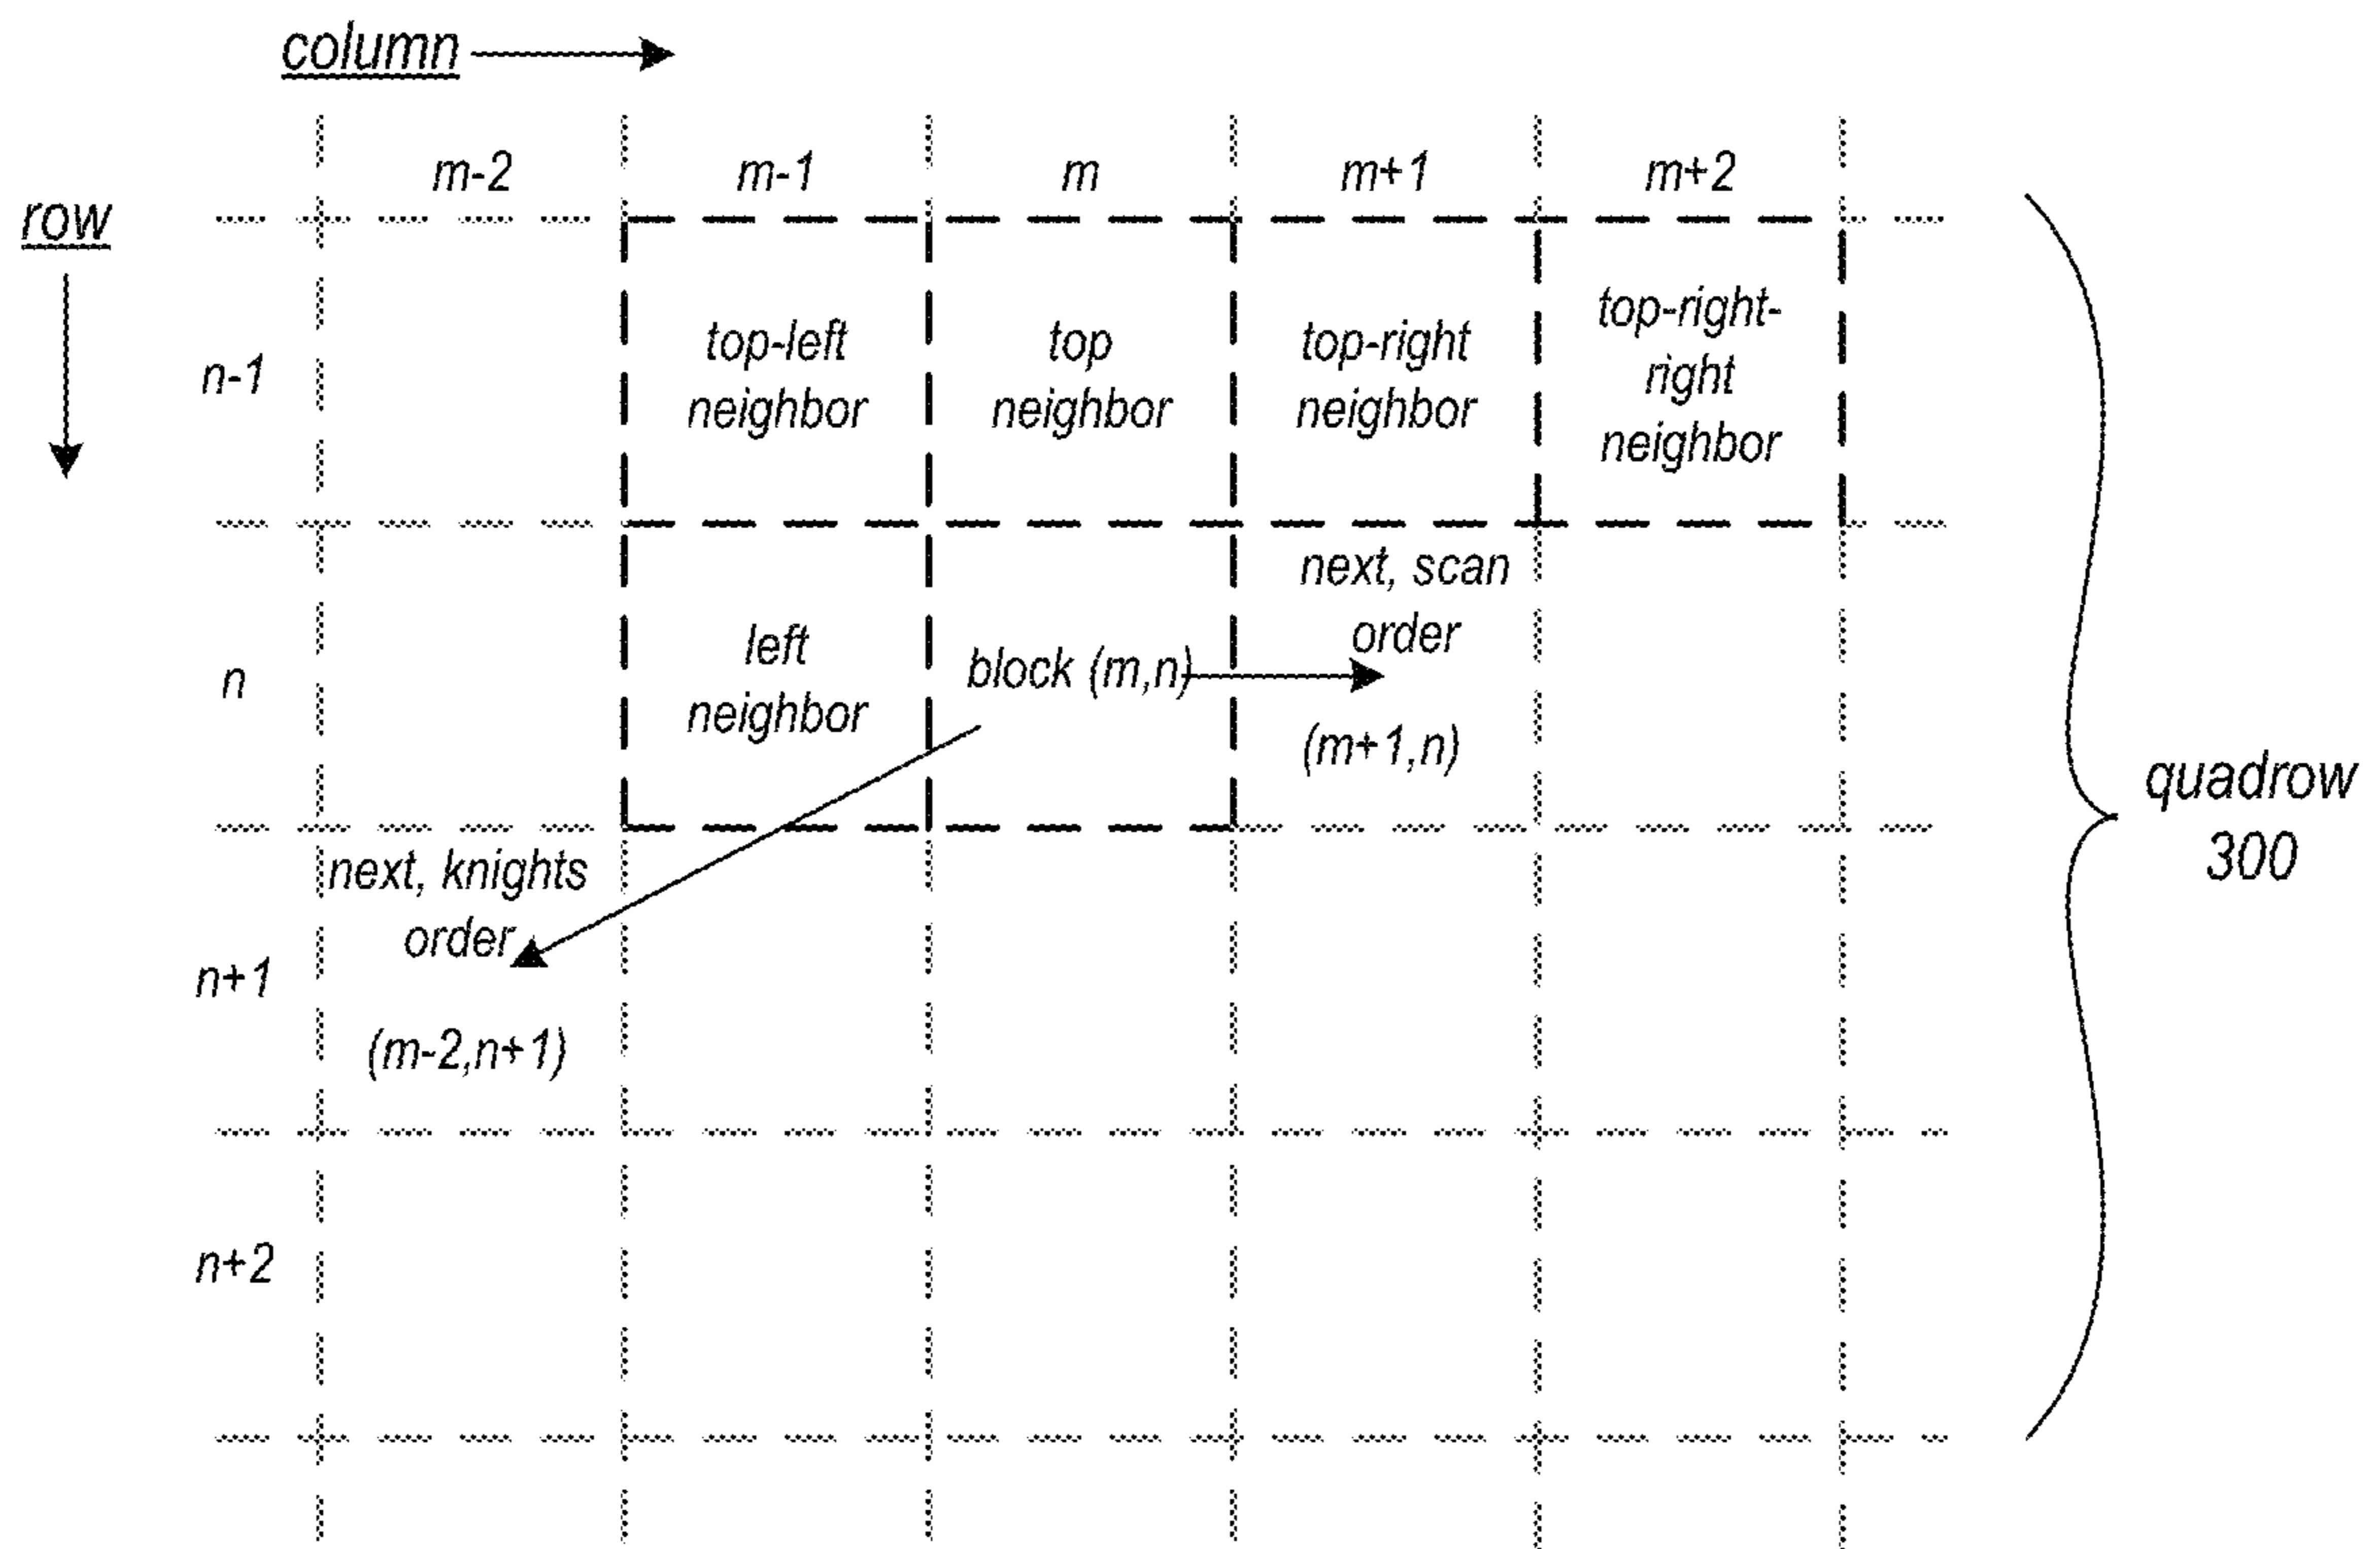 column
m-2 m-1 m m+1 m+2
row
n-1
top-left
neighbor
top
neighbor
top-right
neighbor
top-right-
right
neighbor
n
left
neighbor
block (m,n)
next, scan
order
(m+1,n)
quadrow
300
next, knights
order
n+1
(m-2,n+1)
n+2